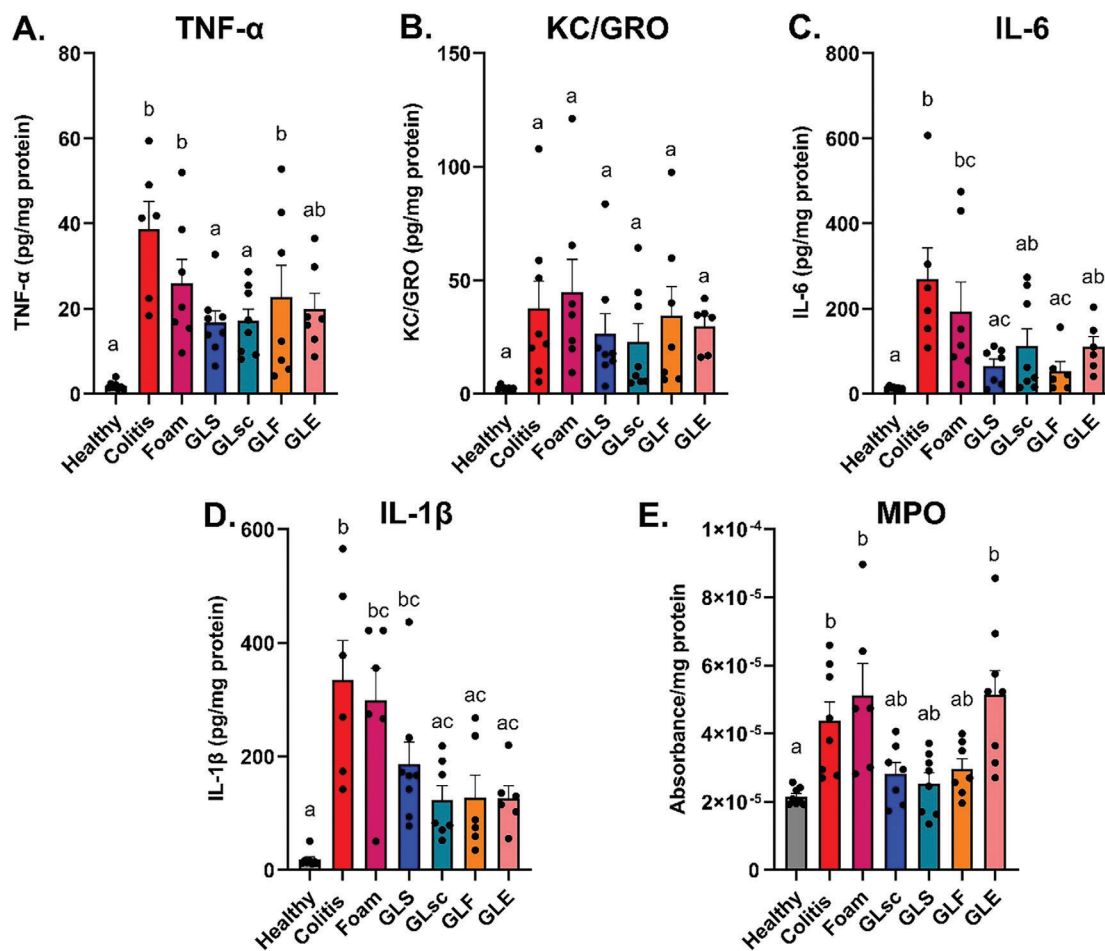 A. TNF-α
80
60
40
20
0
TNF-α (pg/mg protein)
a b b a a b ab
Healthy Colitis Foam GLS GLsc GLF GLE
B. KC/GRO
150
100
50
0
KC/GRO (pg/mg protein)
a a a a a a a
Healthy Colitis Foam GLS GLsc GLF GLE
C. IL-6
800
600
400
200
0
IL-6 (pg/mg protein)
a b bc ac ab ac ab
Healthy Colitis Foam GLS GLsc GLF GLE
D. IL-1β
600
400
200
0
IL-1β (pg/mg protein)
a b bc bc ac ac ac
Healthy Colitis Foam GLS GLsc GLF GLE
E. MPO
1×10⁻⁴
8×10⁻⁵
6×10⁻⁵
4×10⁻⁵
2×10⁻⁵
0
Absorbance/mg protein
a b b ab ab ab b
Healthy Colitis Foam GLsc GLS GLF GLE